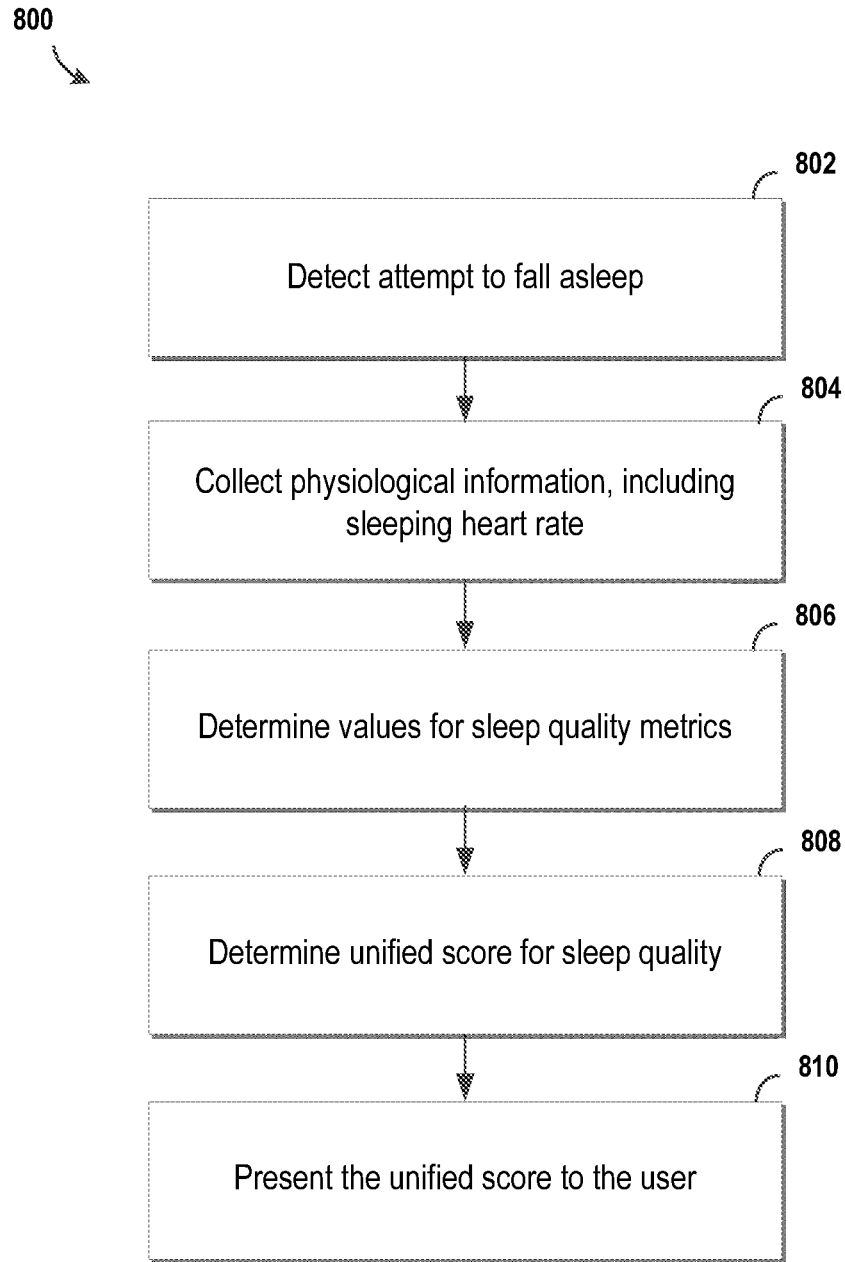 800
802
Detect attempt to fall asleep
804
Collect physiological information, including
sleeping heart rate
806
Determine values for sleep quality metrics
808
Determine unified score for sleep quality
810
Present the unified score to the user